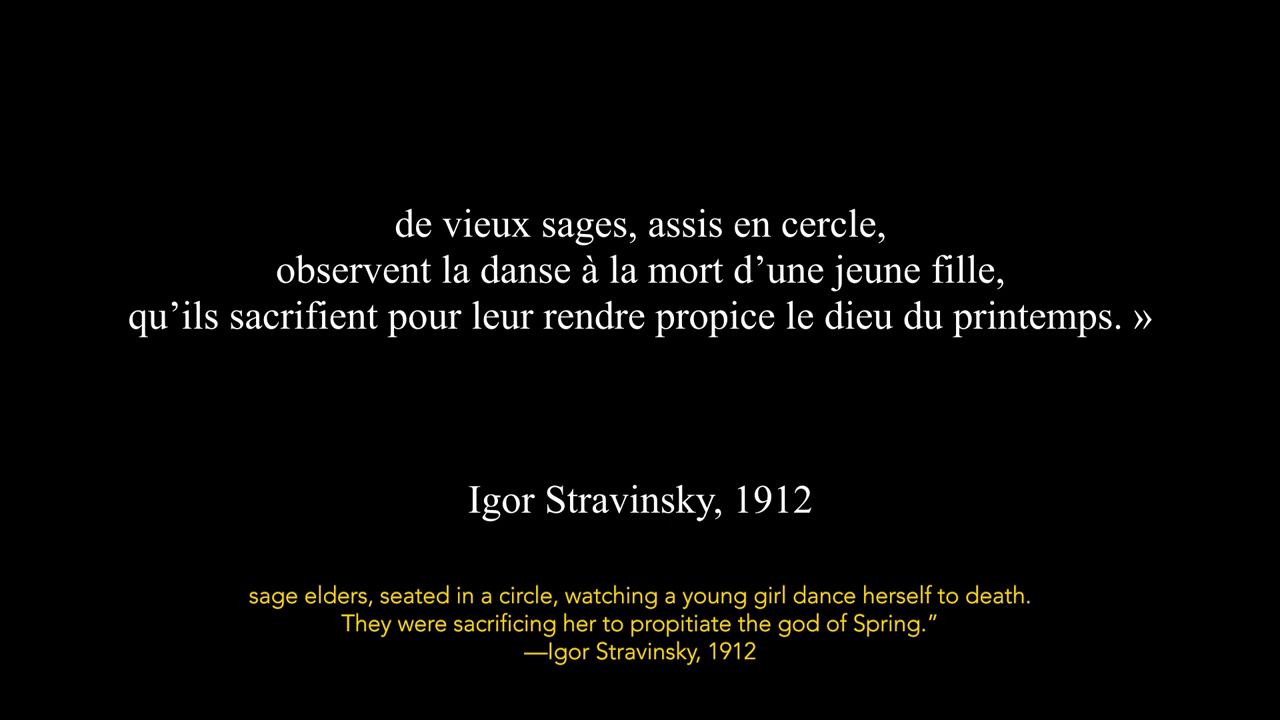 de vieux sages, assis en cercle,
observent la danse à la mort d’une jeune fille,
qu’ils sacrifient pour leur rendre propice le dieu du printemps. »
Igor Stravinsky, 1912
sage elders, seated in a circle, watching a young girl dance herself to death.
They were sacrificing her to propitiate the god of Spring.”
—Igor Stravinsky, 1912